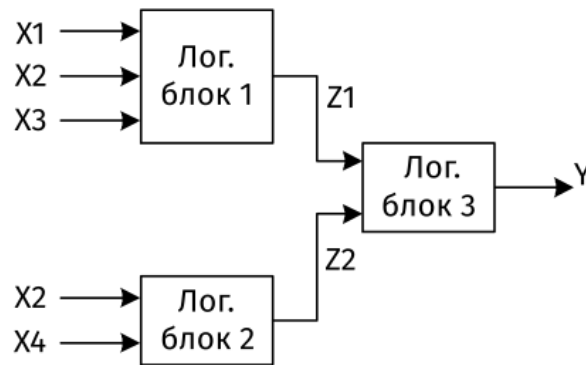 X1
X2
X3
Лог.
блок 1
Z1
Лог.
блок 3
Y
Z2
X2
X4
Лог.
блок 2